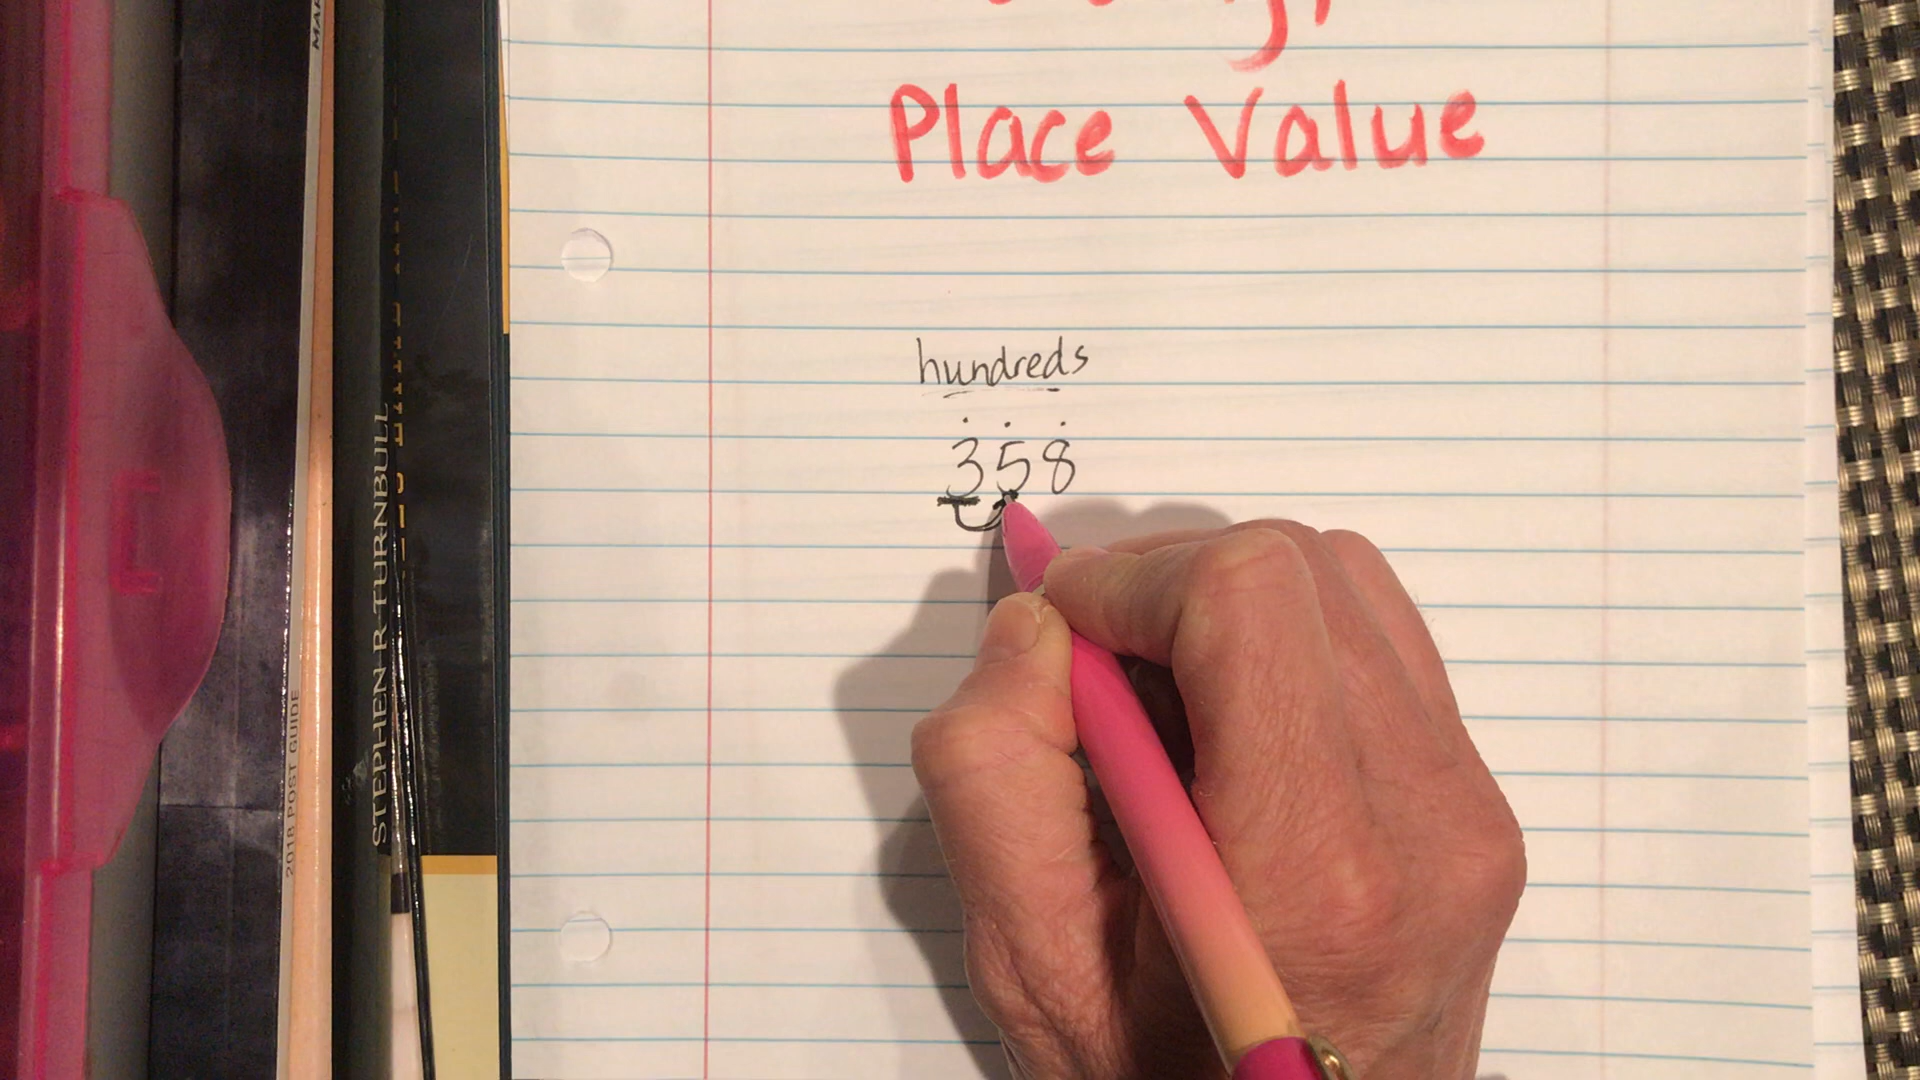 Place Value
hundreds
358
STEPHEN R TURNBULL
2018 POST GUIDE